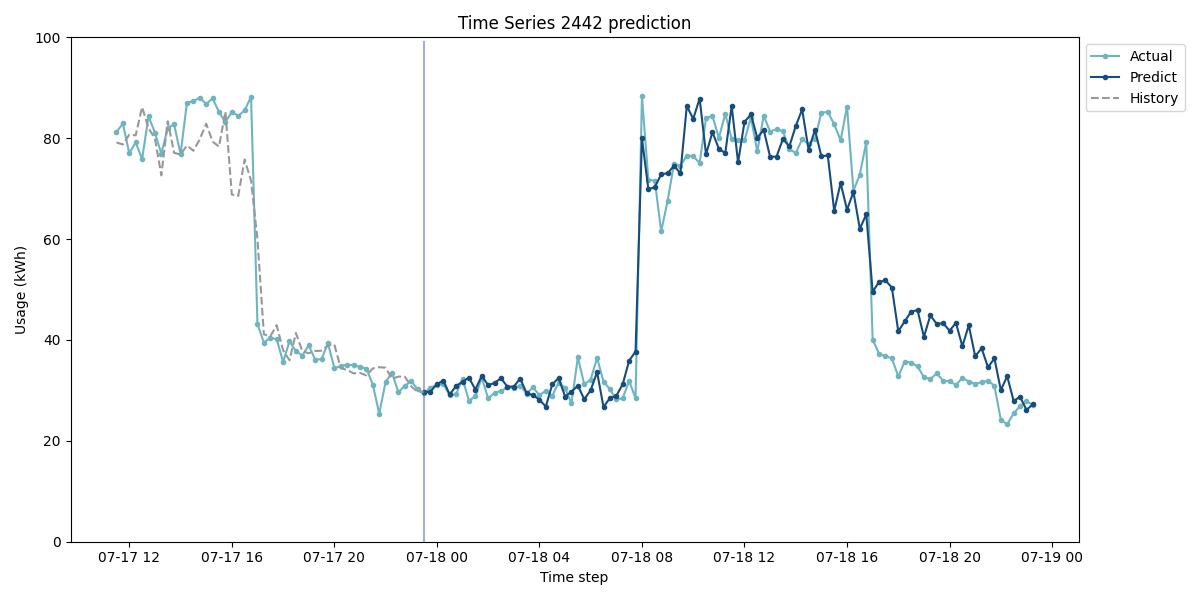 Time Series 2442 prediction
Usage (kWh)
100
80
60
40
20
0
07-17 12
07-17 16
07-17 20
07-18 00
07-18 04
07-18 08
07-18 12
07-18 16
07-18 20
07-19 00
Time step
Actual
Predict
History